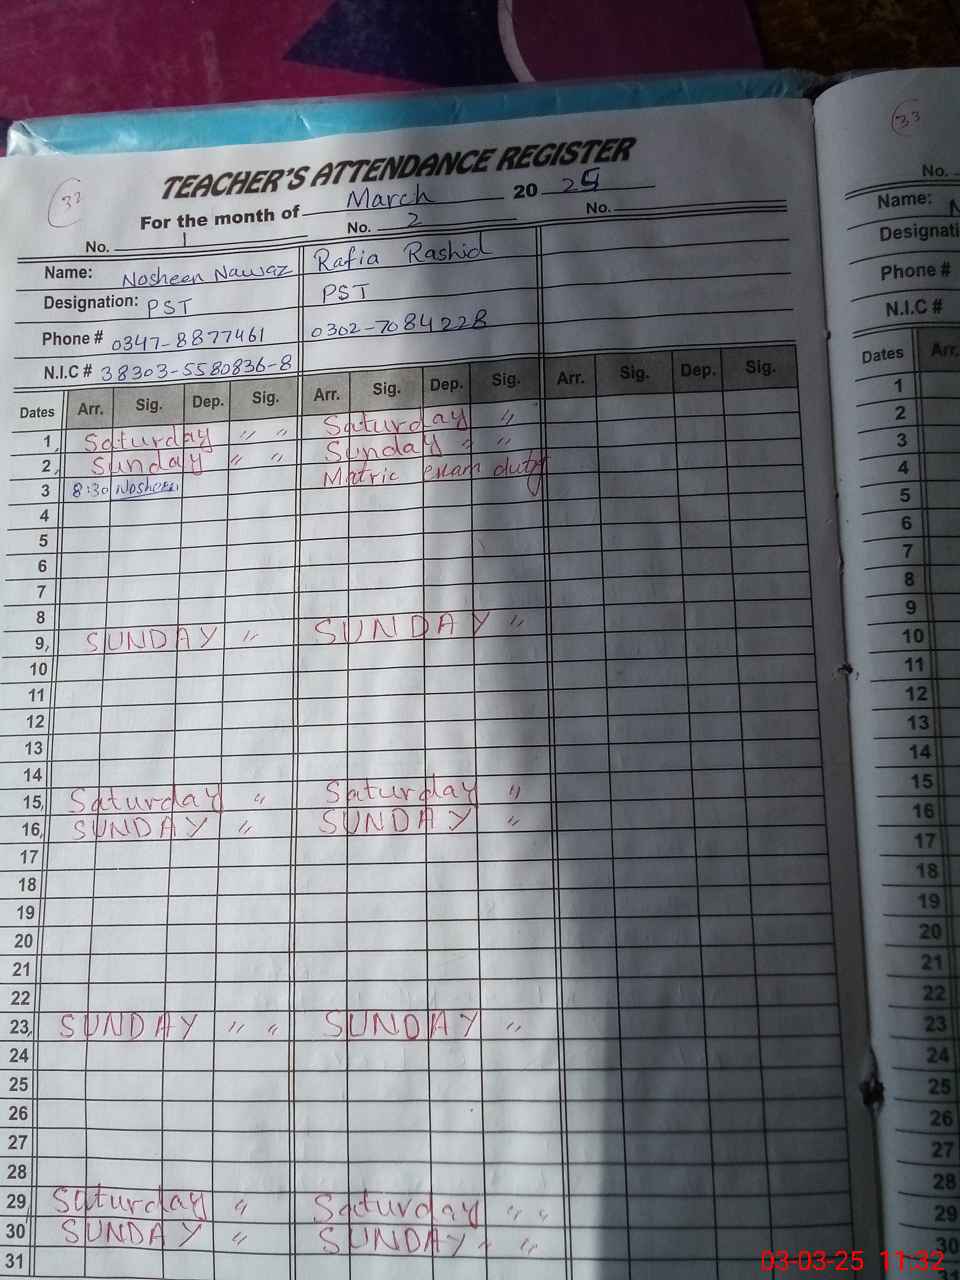 32
TEACHER'S ATTENDANCE REGISTER
For the month of March 20 25
No. 1 No. 2 No.
Name: Nosheen Nawaz Rafia Rashid
Designation: PST PST
Phone # 0347-8877461 0302-7084228
N.I.C # 38303-5580836-8
Dates Arr. Sig. Dep. Sig. Arr. Sig. Dep. Sig. Arr. Sig. Dep. Sig.
1, Saturday " " Saturday "
2, Sunday " " Sunday " "
3 8:30 Nosheen Matric exam duty
4
5
6
7
8
9, SUNDAY " SUNDAY "
10
11
12
13
14
15, Saturday " Saturday "
16, SUNDAY " SUNDAY "
17
18
19
20
21
22
23, SUNDAY " " SUNDAY "
24
25
26
27
28
29, Saturday " Saturday " "
30 SUNDAY " SUNDAY " "
31
33
No.
Name:
Designati
Phone #
N.I.C #
Dates Arr.
1
2
3
4
5
6
7
8
9
10
11
12
13
14
15
16
17
18
19
20
21
22
23
24
25
26
27
28
29
30
31
03-03-25 11:32